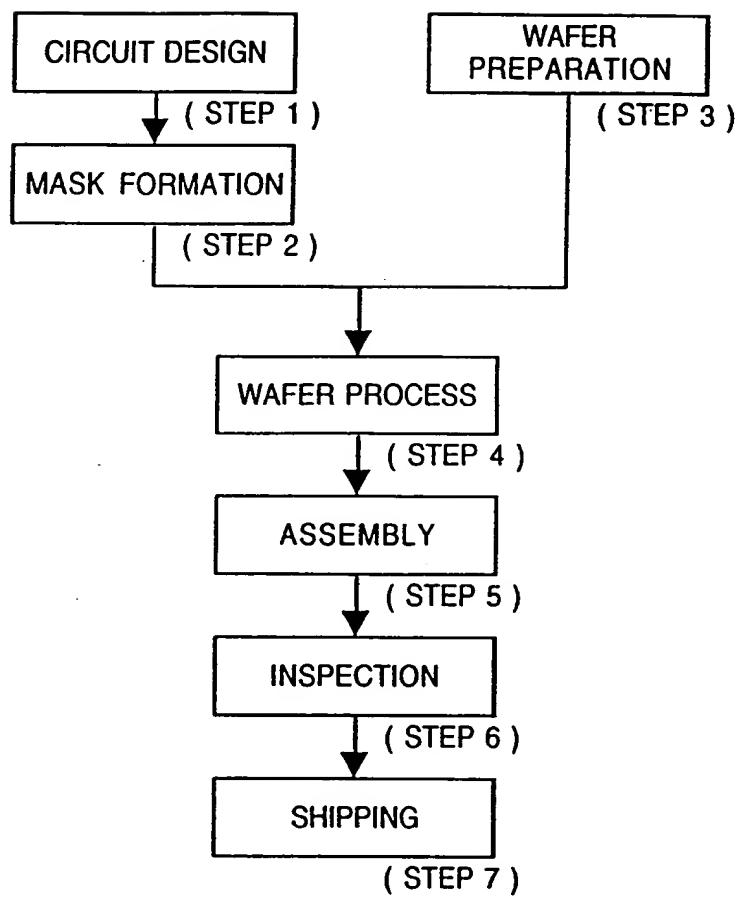 CIRCUIT DESIGN
( STEP 1 )
MASK FORMATION
( STEP 2 )
WAFER
PREPARATION
( STEP 3 )
WAFER PROCESS
( STEP 4 )
ASSEMBLY
( STEP 5 )
INSPECTION
( STEP 6 )
SHIPPING
( STEP 7 )